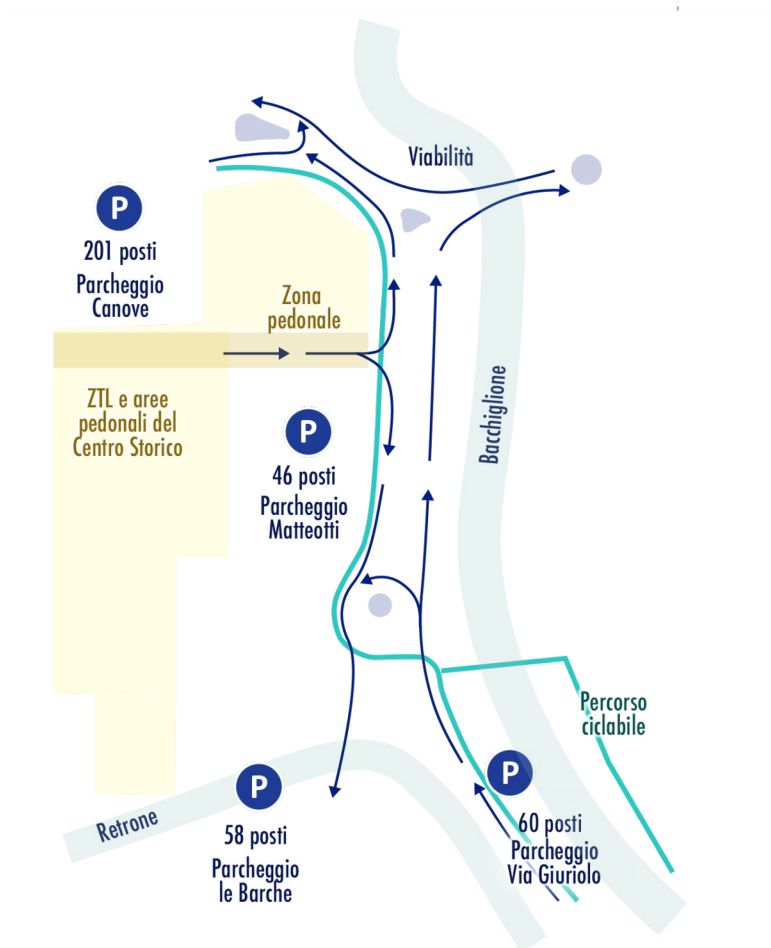 Viabilità
P
201 posti
Parcheggio
Canove
Zona
pedonale
ZTL e aree
pedonali del
Centro Storico
P
46 posti
Parcheggio
Matteotti
Bacchiglione
Percorso
ciclabile
P
60 posti
Parcheggio
Via Giuriolo
P
58 posti
Parcheggio
le Barche
Retrone